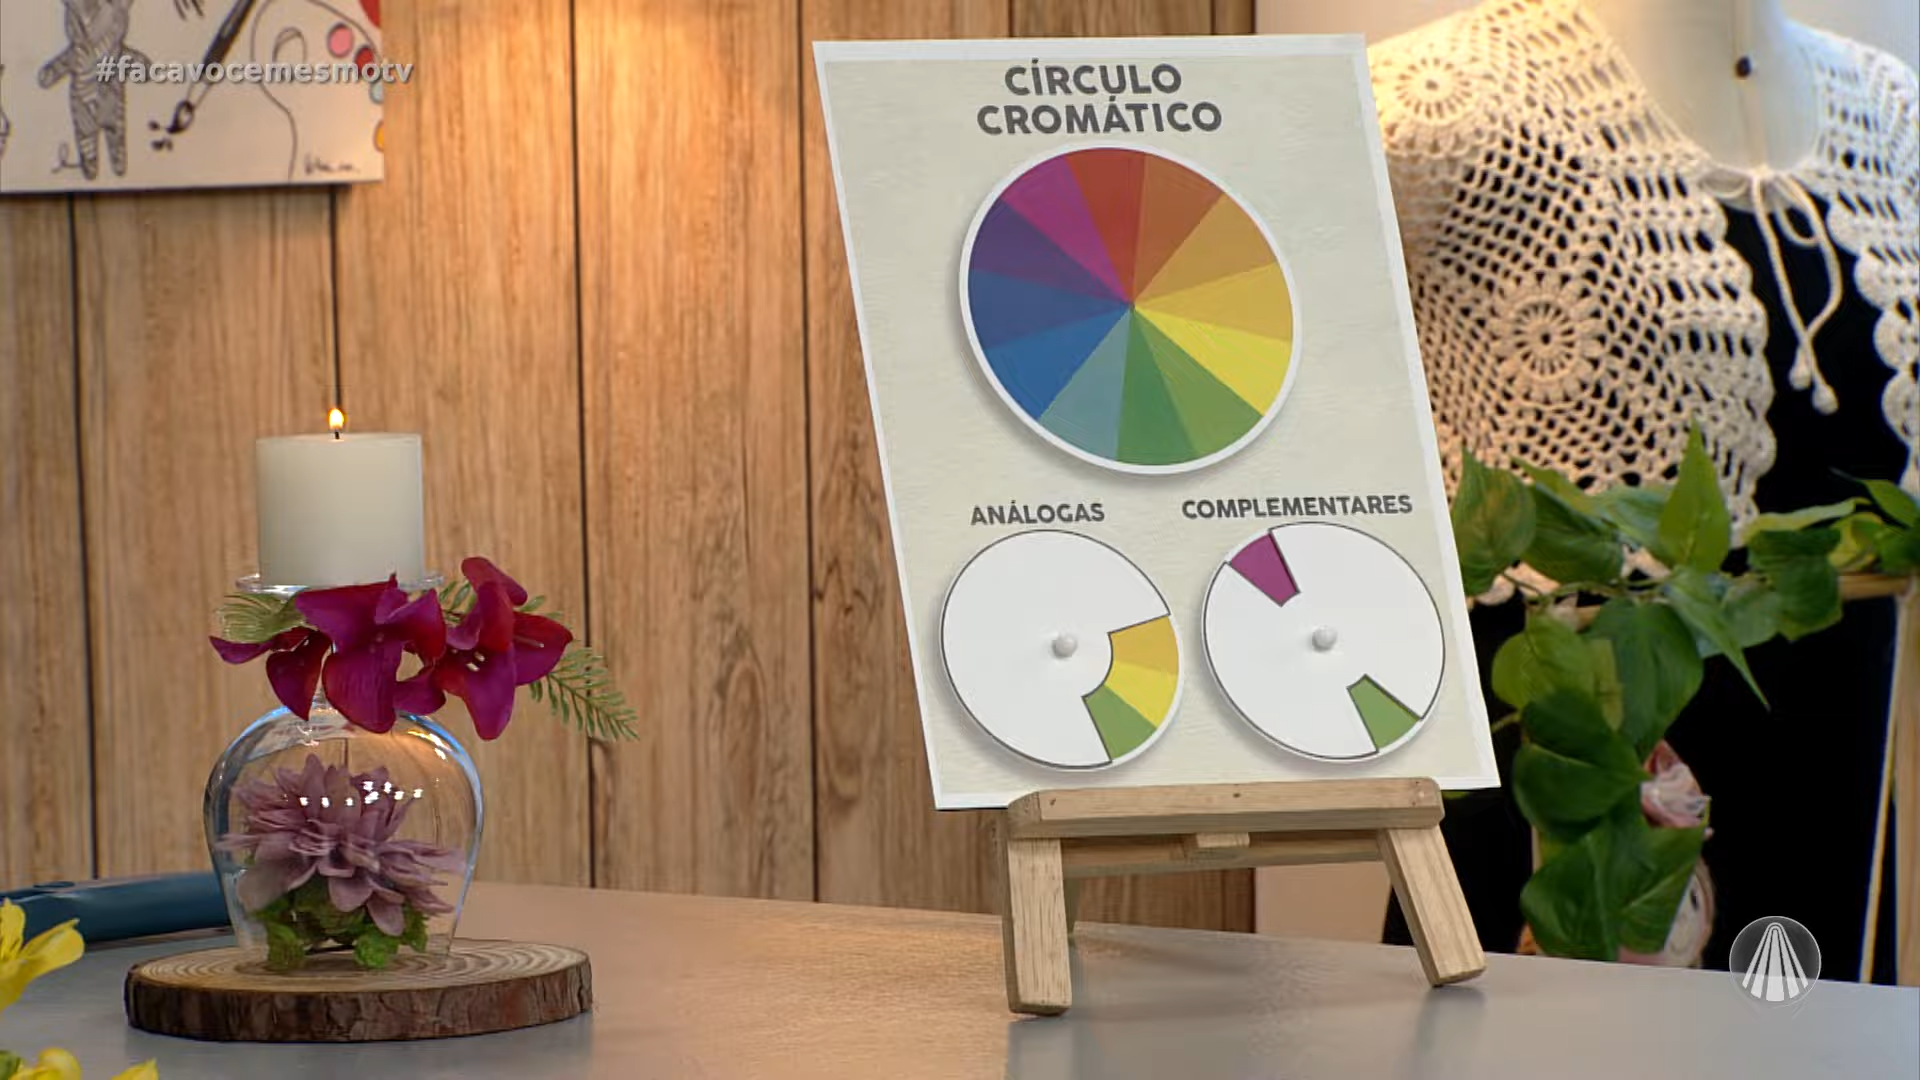 #facavocemesmotv
CÍRCULO
CROMÁTICO
ANÁLOGAS
COMPLEMENTARES